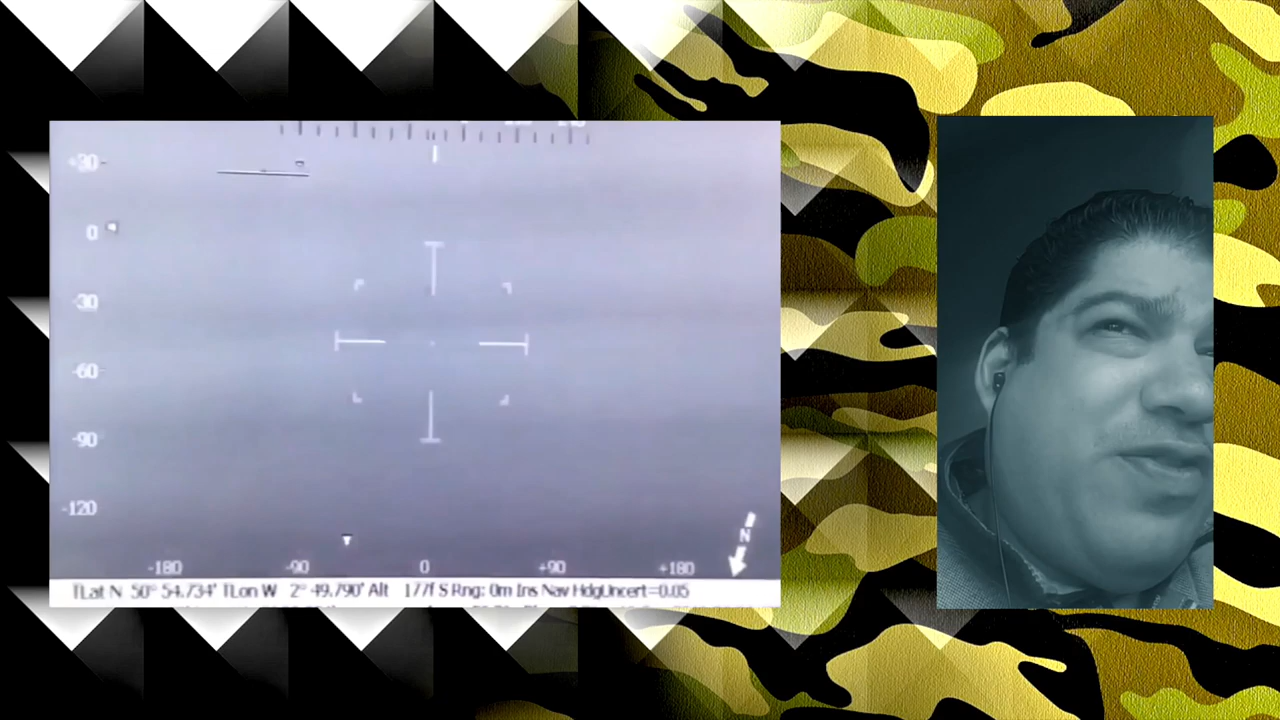 +30
0
-30
-60
-90
-120
-180 -90 0 +90 +180
N
TLat N 50° 54.734' TLon W 2° 49.790' Alt 177f S Rng: 0m Ins Nav HdgUncert=0.05